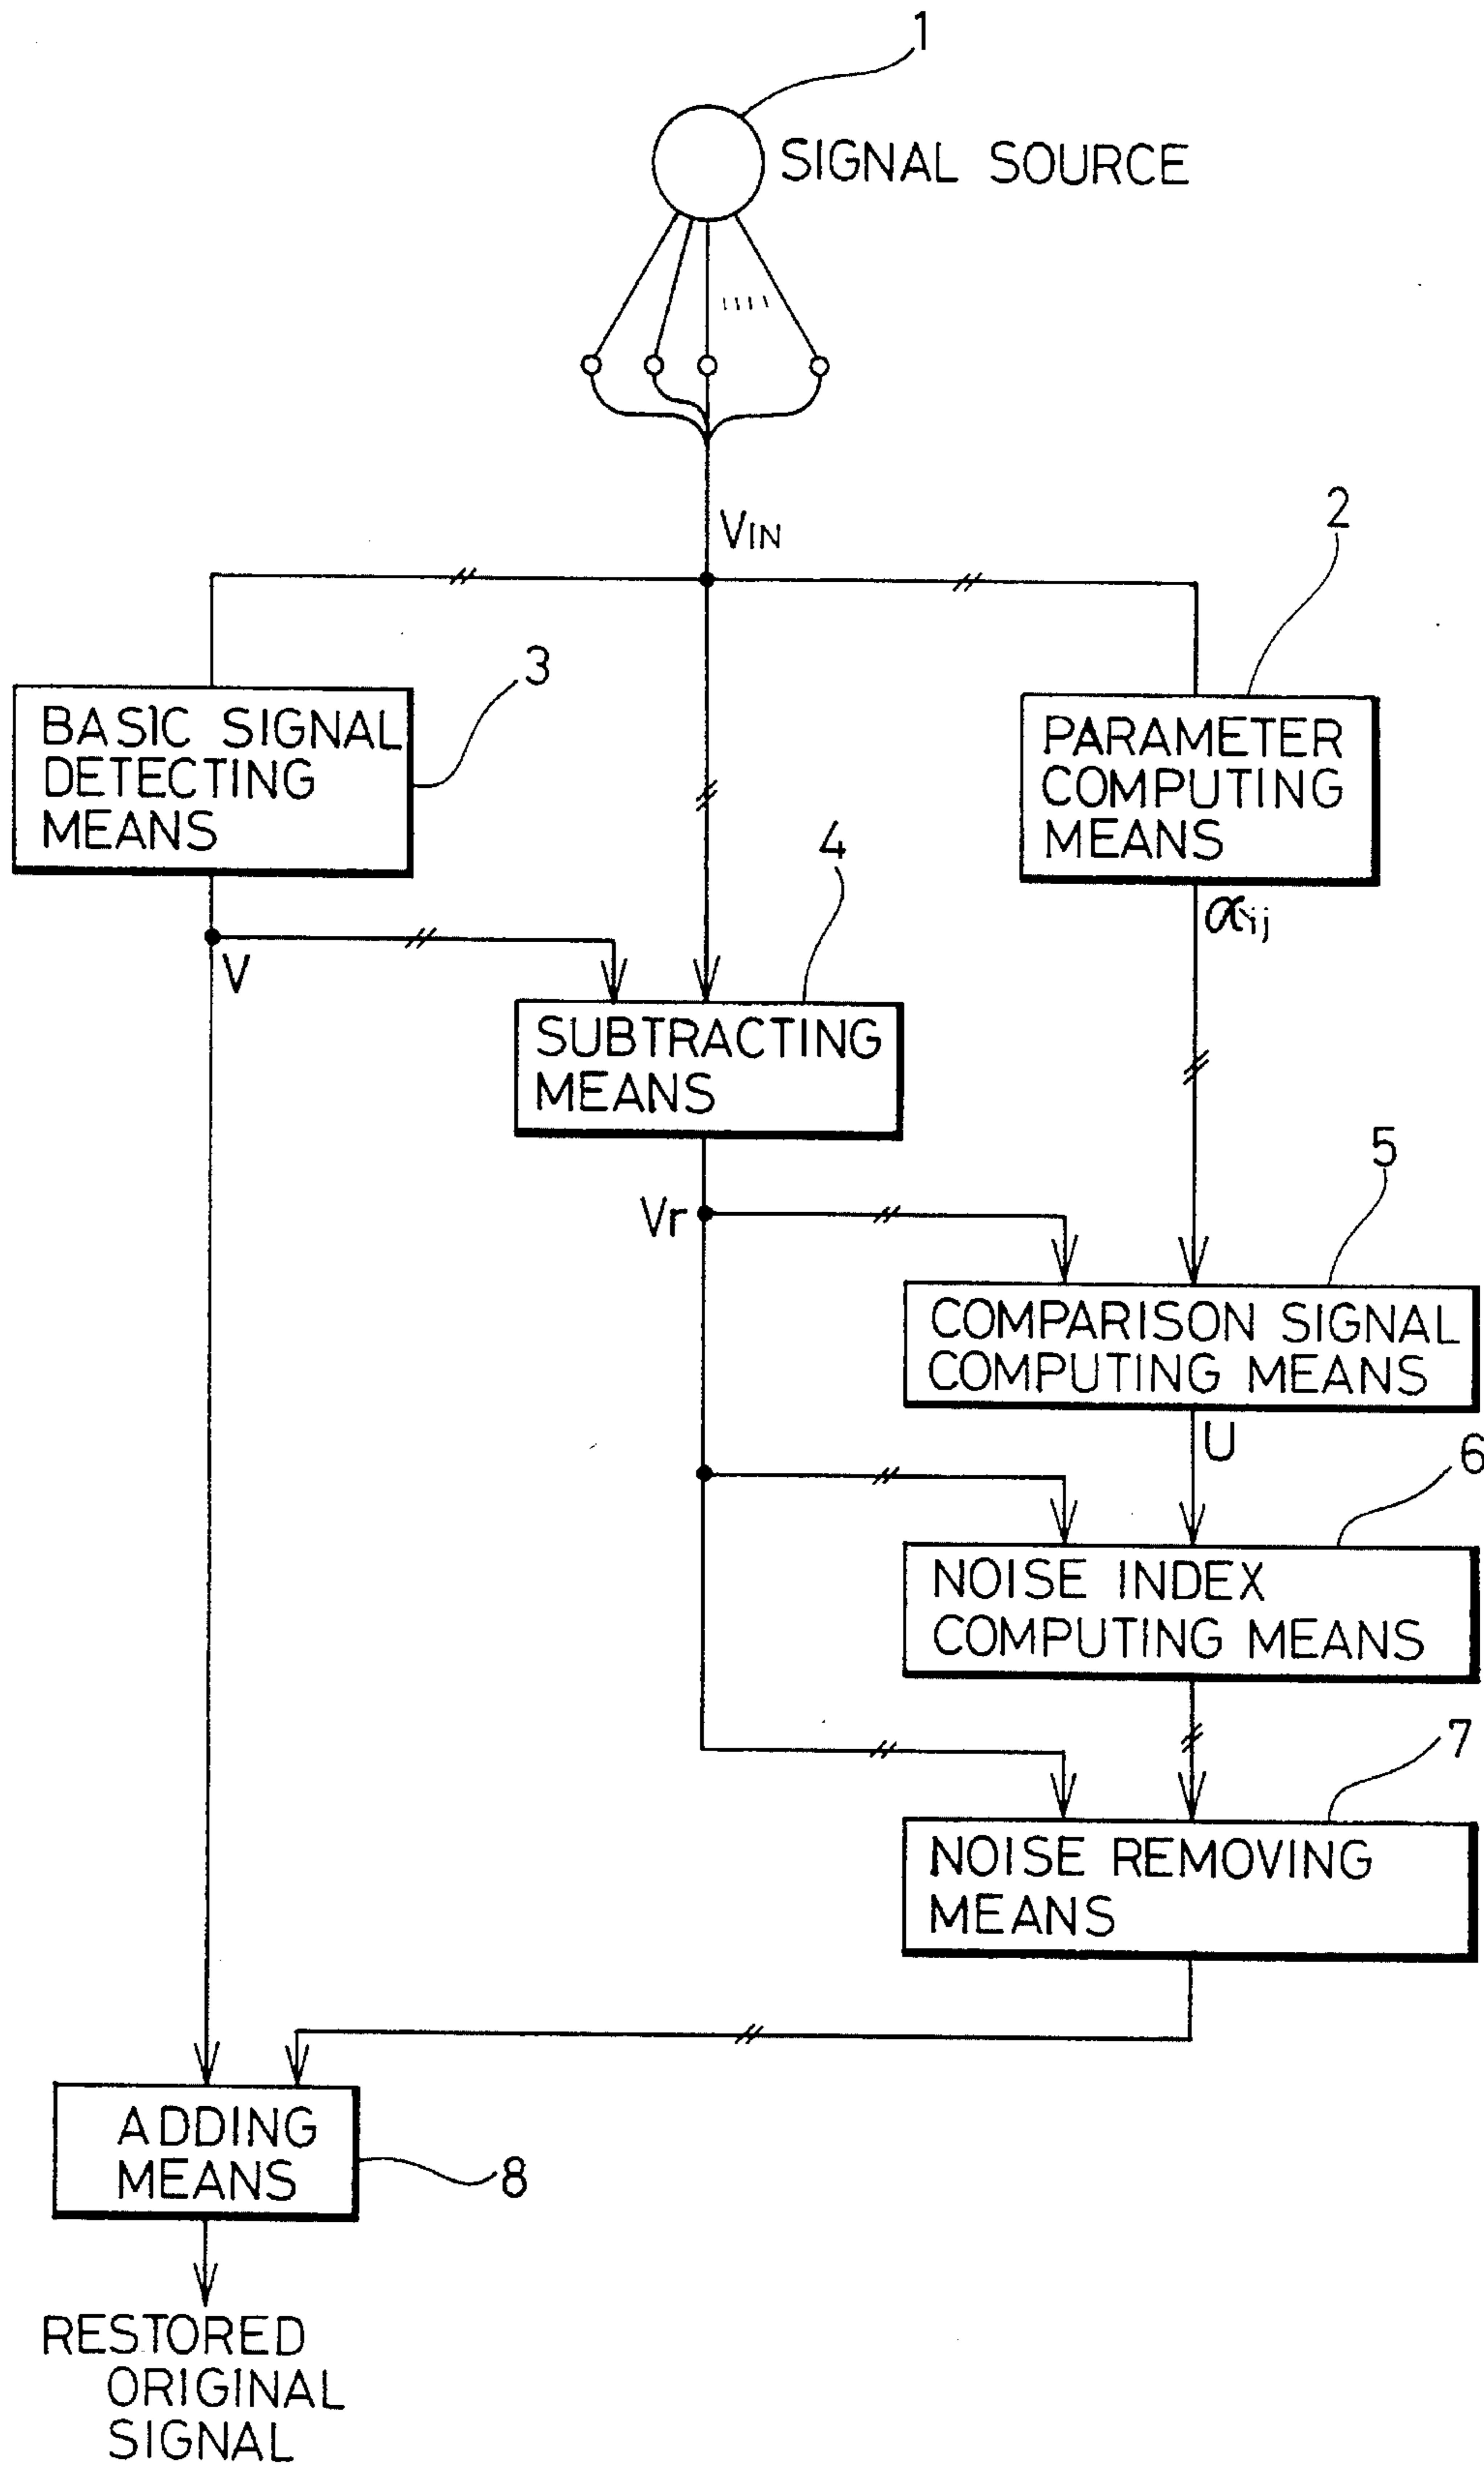 1
SIGNAL SOURCE
VIN
2
3
BASIC SIGNAL
DETECTING
MEANS
PARAMETER
COMPUTING
MEANS
4
αij
V
SUBTRACTING
MEANS
5
Vr
COMPARISON SIGNAL
COMPUTING MEANS
U
6
NOISE INDEX
COMPUTING MEANS
7
NOISE REMOVING
MEANS
ADDING
MEANS
8
RESTORED
ORIGINAL
SIGNAL